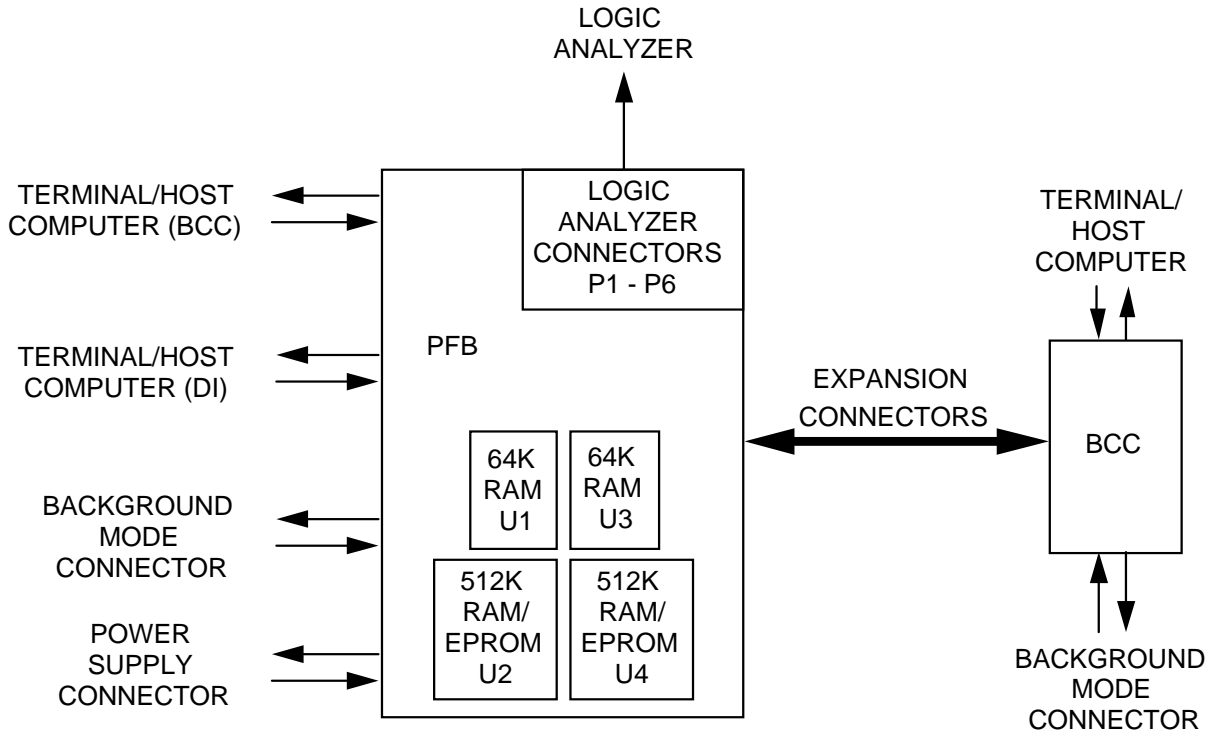 LOGIC
ANALYZER
TERMINAL/HOST
COMPUTER (BCC)
LOGIC
ANALYZER
CONNECTORS
P1 - P6
TERMINAL/
HOST
COMPUTER
TERMINAL/HOST
COMPUTER (DI)
PFB
EXPANSION
CONNECTORS
BCC
64K
RAM
U1
64K
RAM
U3
BACKGROUND
MODE
CONNECTOR
512K
RAM/
EPROM
U2
512K
RAM/
EPROM
U4
POWER
SUPPLY
CONNECTOR
BACKGROUND
MODE
CONNECTOR